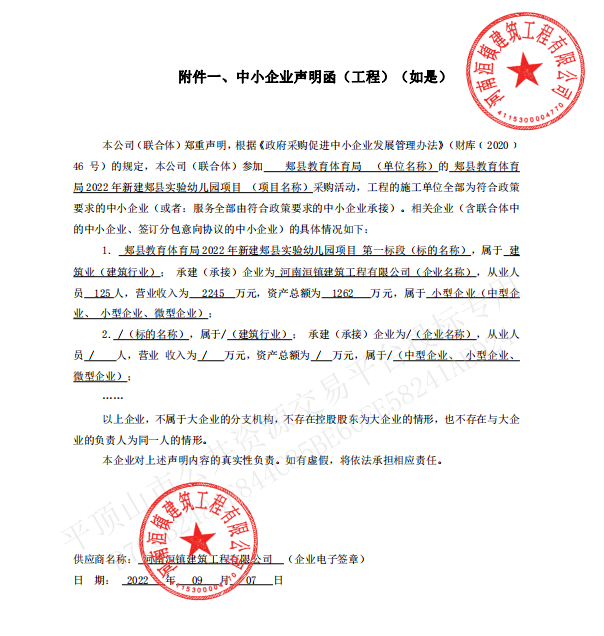 河南洹镇建筑工程有限公司
4115300004770
附件一、中小企业声明函（工程）（如是）
本公司（联合体）郑重声明，根据《政府采购促进中小企业发展管理办法》（财库﹝2020﹞
46 号）的规定，本公司（联合体）参加 郏县教育体育局 （单位名称）的 郏县教育体育
局 2022 年新建郏县实验幼儿园项目 （项目名称）采购活动，工程的施工单位全部为符合政策
要求的中小企业（或者：服务全部由符合政策要求的中小企业承接）。相关企业（含联合体中
的中小企业、签订分包意向协议的中小企业）的具体情况如下：
1． 郏县教育体育局 2022 年新建郏县实验幼儿园项目 第一标段（标的名称），属于 建
筑业（建筑行业）； 承建（承接）企业为 河南洹镇建筑工程有限公司（企业名称），从业人
员 125 人，营业收入为 2245 万元，资产总额为 1262 万元，属于 小型企业（中型企
业、 小型企业、微型企业）；
2．/（标的名称），属于/（建筑行业）； 承建（承接）企业为/（企业名称），从业人
员 / 人，营业 收入为 / 万元，资产总额为 / 万元，属于/（中型企业、 小型企业、
微型企业）；
……
以上企业，不属于大企业的分支机构，不存在控股股东为大企业的情形，也不存在与大企
业的负责人为同一人的情形。
本企业对上述声明内容的真实性负责。如有虚假，将依法承担相应责任。
平顶山市公共资源交易平台投标专用
河南洹镇建筑工程有限公司
4115300004770
供应商名称： 河南洹镇建筑工程有限公司 （企业电子签章）
日 期： 2022 年 09 月 07 日